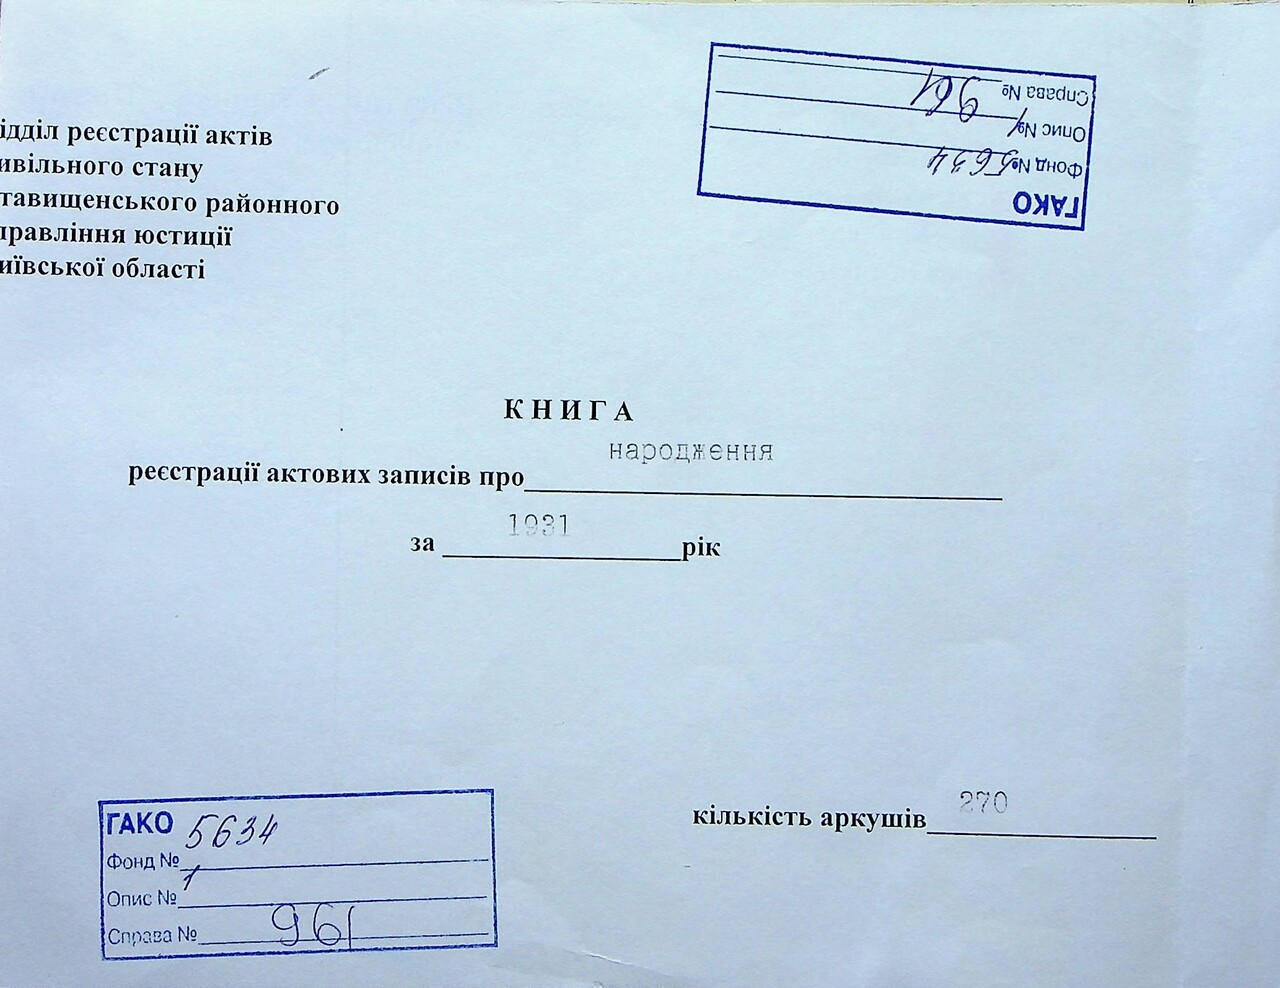 ідділ реєстрації актів
ивільного стану
тавищенського районного
правління юстиції
иївської області
Справа № 961
Опис № 1
Фонд № 5634
ГАКО
КНИГА
реєстрації актових записів про народження
за 1931 рік
кількість аркушів 270
ГАКО
Фонд № 5634
Опис № 1
Справа № 961